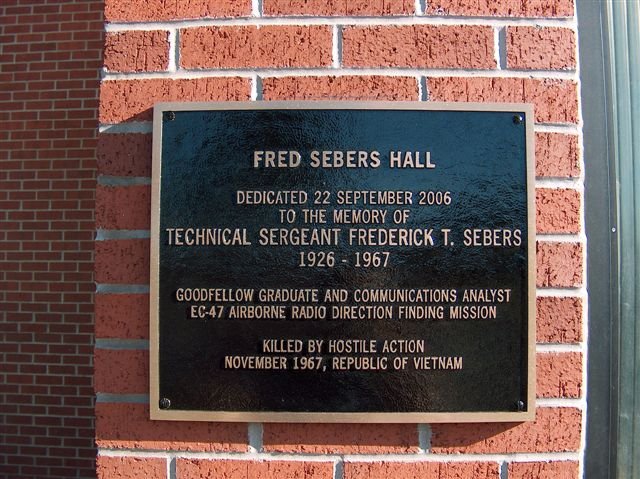 FRED SEBERS HALL
DEDICATED 22 SEPTEMBER 2006
TO THE MEMORY OF
TECHNICAL SERGEANT FREDERICK T. SEBERS
1926 - 1967
GOODFELLOW GRADUATE AND COMMUNICATIONS ANALYST
EC-47 AIRBORNE RADIO DIRECTION FINDING MISSION
KILLED BY HOSTILE ACTION
NOVEMBER 1967, REPUBLIC OF VIETNAM